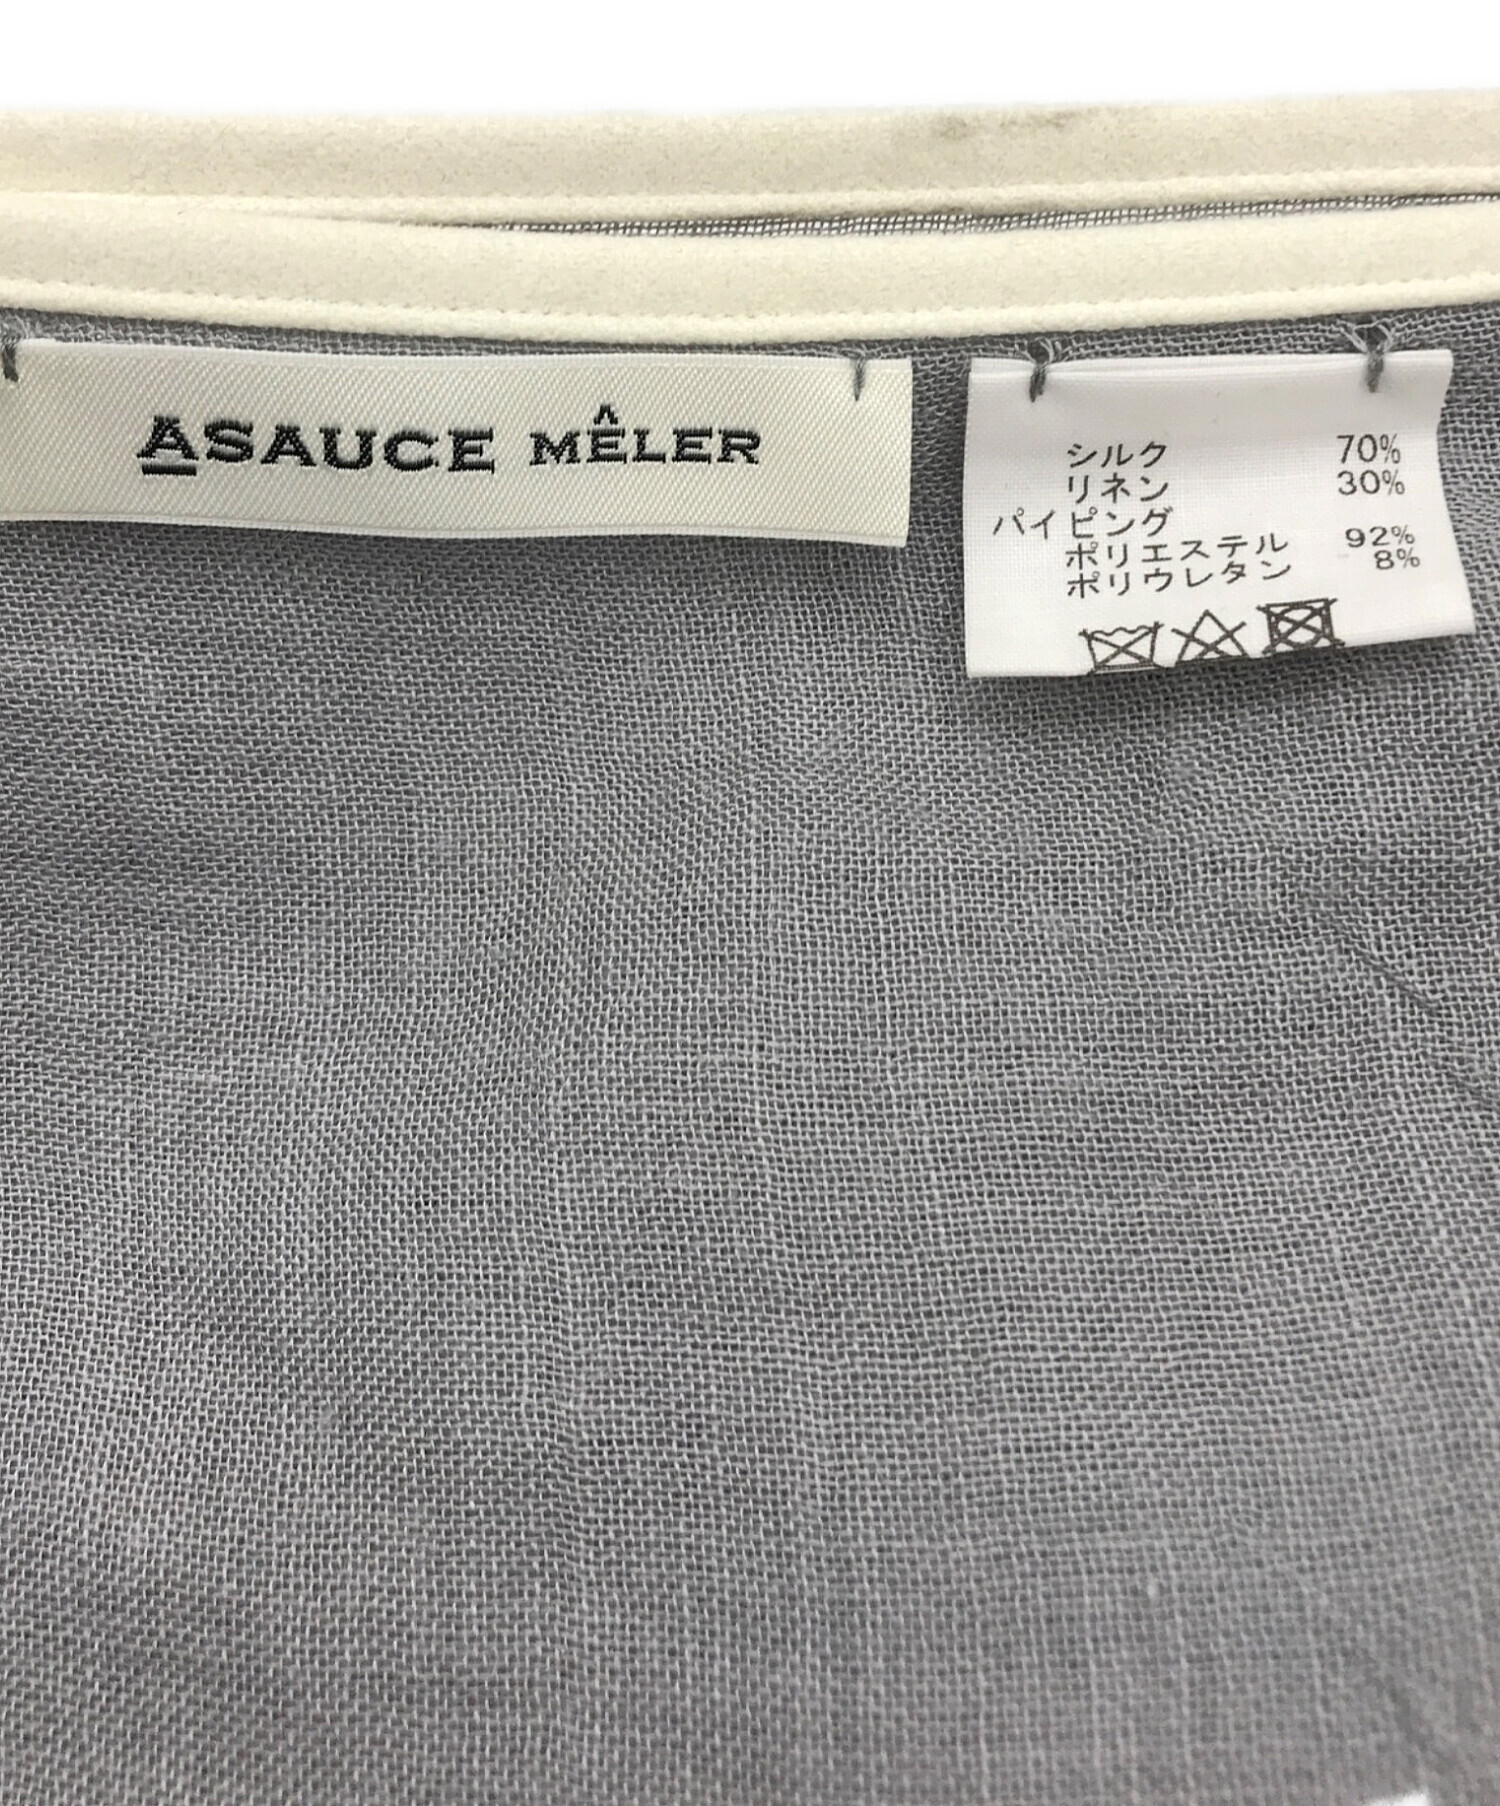 ASAUCE MÊLER
シルク 70%
リネン 30%
パイピング
ポリエステル 92%
ポリウレタン 8%